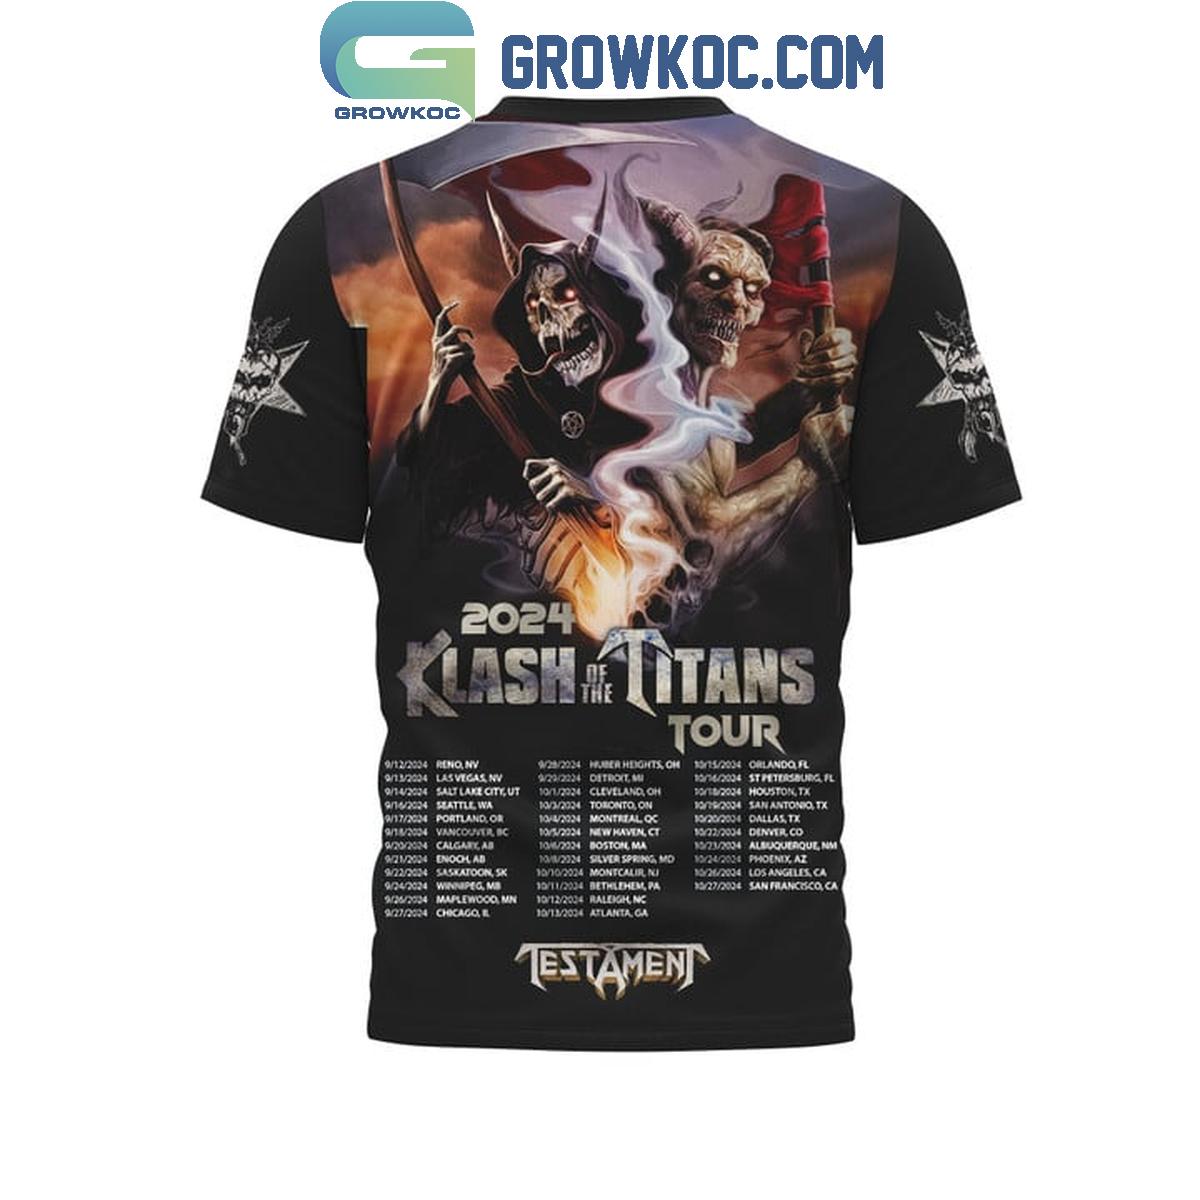 GROWKOC
GROWKOC.COM
2024
KLASH OF THE TITANS
TOUR
9/12/2024 RENO, NV
9/13/2024 LAS VEGAS, NV
9/14/2024 SALT LAKE CITY, UT
9/16/2024 SEATTLE, WA
9/17/2024 PORTLAND, OR
9/18/2024 VANCOUVER, BC
9/20/2024 CALGARY, AB
9/21/2024 ENOCH, AB
9/22/2024 SASKATOON, SK
9/24/2024 WINNIPEG, MB
9/26/2024 MAPLEWOOD, MN
9/27/2024 CHICAGO, IL
9/28/2024 HUBER HEIGHTS, OH
9/29/2024 DETROIT, MI
10/1/2024 CLEVELAND, OH
10/3/2024 TORONTO, ON
10/4/2024 MONTREAL, QC
10/5/2024 NEW HAVEN, CT
10/6/2024 BOSTON, MA
10/8/2024 SILVER SPRING, MD
10/10/2024 MONTCALIR, NJ
10/11/2024 BETHLEHEM, PA
10/12/2024 RALEIGH, NC
10/13/2024 ATLANTA, GA
10/15/2024 ORLANDO, FL
10/16/2024 ST PETERSBURG, FL
10/18/2024 HOUSTON, TX
10/19/2024 SAN ANTONIO, TX
10/20/2024 DALLAS, TX
10/22/2024 DENVER, CO
10/23/2024 ALBUQUERQUE, NM
10/24/2024 PHOENIX, AZ
10/26/2024 LOS ANGELES, CA
10/27/2024 SAN FRANCISCO, CA
TESTAMENT